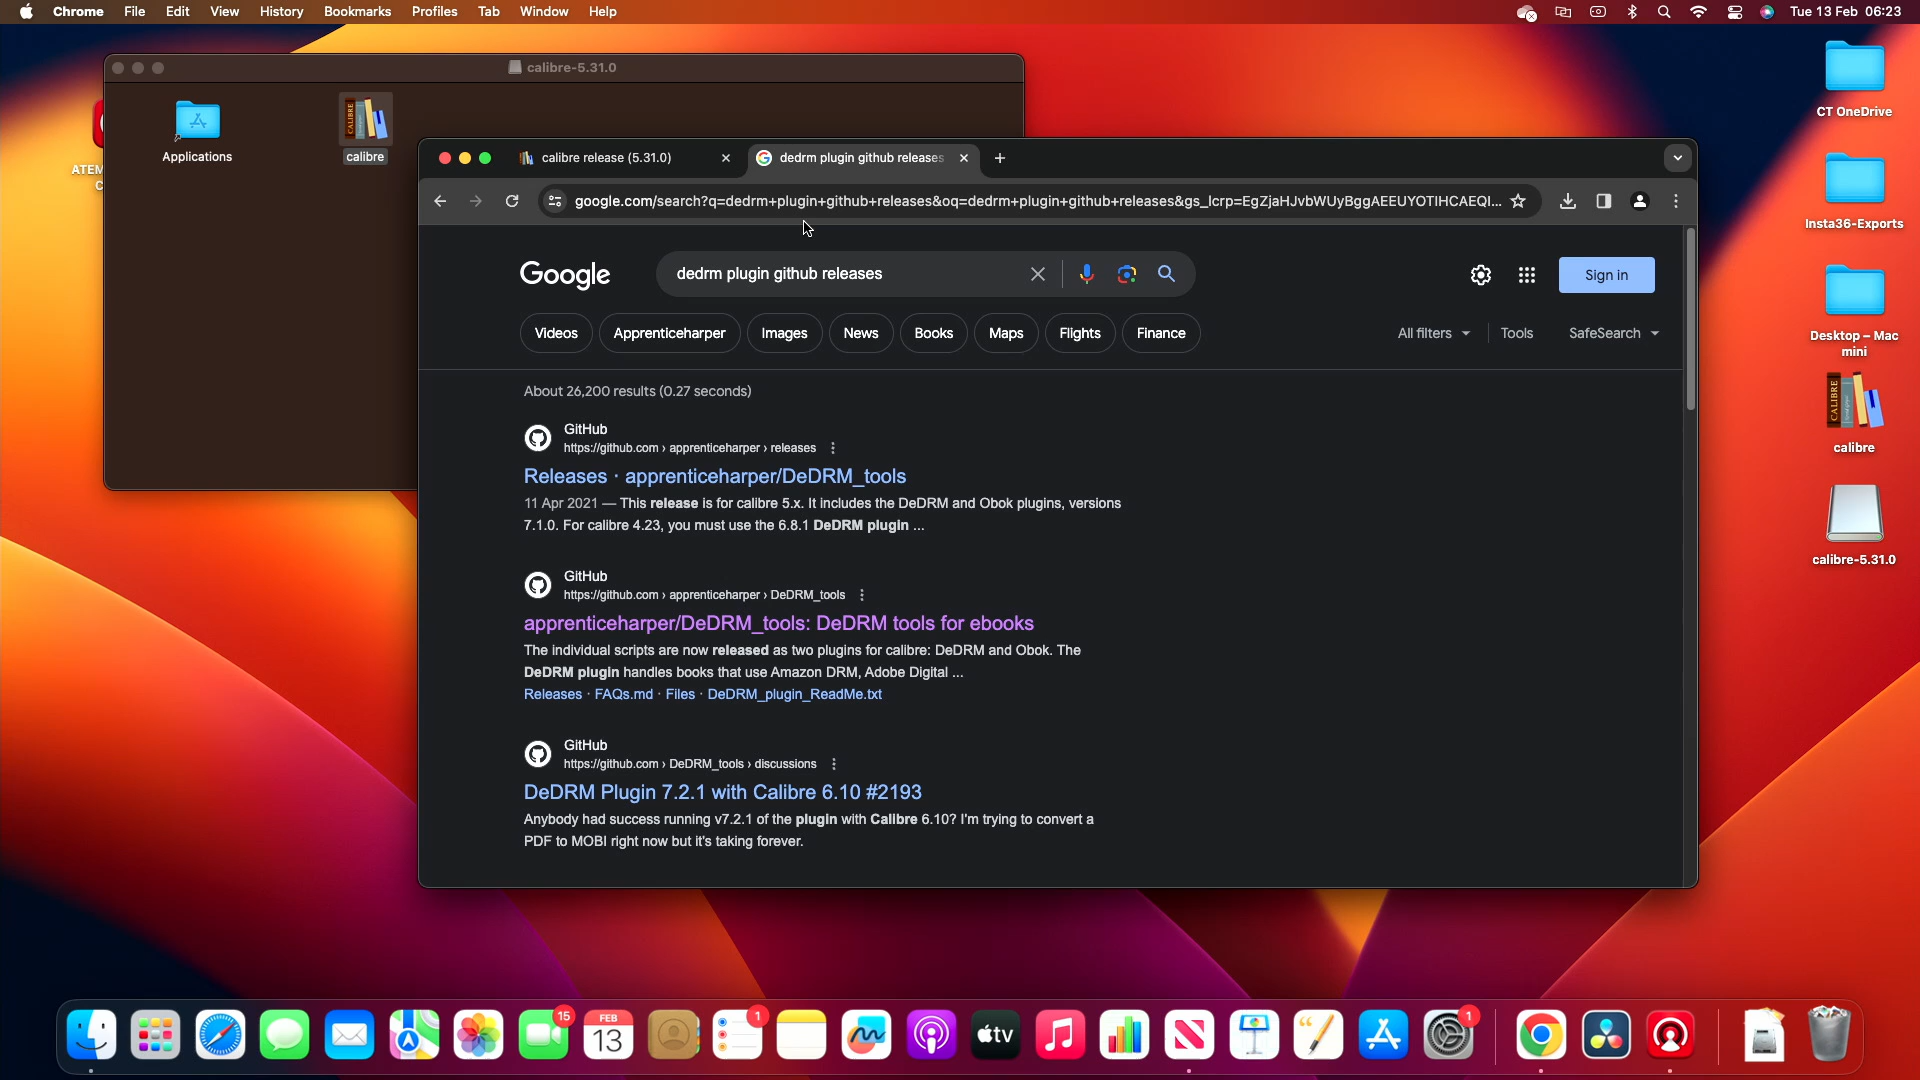 Chrome File Edit View History Bookmarks Profiles Tab Window Help
Tue 13 Feb 06:23
calibre-5.31.0
Applications
CALIBRE
calibre
ATEM
C
calibre release (5.31.0)
dedrm plugin github releases
google.com/search?q=dedrm+plugin+github+releases&oq=dedrm+plugin+github+releases&gs_lcrp=EgZjaHJvbWUyBggAEEUYOTIHCAEQI...
Google
dedrm plugin github releases
Sign in
Videos Apprenticeharper Images News Books Maps Flights Finance
All filters Tools SafeSearch
About 26,200 results (0.27 seconds)
GitHub
https://github.com › apprenticeharper › releases
Releases · apprenticeharper/DeDRM_tools
11 Apr 2021 — This release is for calibre 5.x. It includes the DeDRM and Obok plugins, versions
7.1.0. For calibre 4.23, you must use the 6.8.1 DeDRM plugin ...
GitHub
https://github.com › apprenticeharper › DeDRM_tools
apprenticeharper/DeDRM_tools: DeDRM tools for ebooks
The individual scripts are now released as two plugins for calibre: DeDRM and Obok. The
DeDRM plugin handles books that use Amazon DRM, Adobe Digital ...
Releases · FAQs.md · Files · DeDRM_plugin_ReadMe.txt
GitHub
https://github.com › DeDRM_tools › discussions
DeDRM Plugin 7.2.1 with Calibre 6.10 #2193
Anybody had success running v7.2.1 of the plugin with Calibre 6.10? I'm trying to convert a
PDF to MOBI right now but it's taking forever.
CT OneDrive
Insta36-Exports
Desktop – Mac
mini
CALIBRE
calibre
calibre-5.31.0
15
FEB
13
1
tv
1